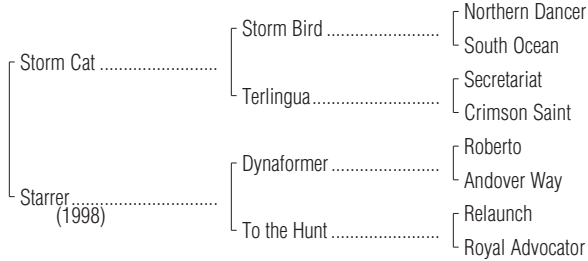 Northern Dancer
Storm Bird ........................
South Ocean
Storm Cat .........................
Secretariat
Terlingua ...........................
Crimson Saint
Roberto
Dynaformer .......................
Andover Way
Starrer ..............................
(1998)
Relaunch
To the Hunt .......................
Royal Advocator